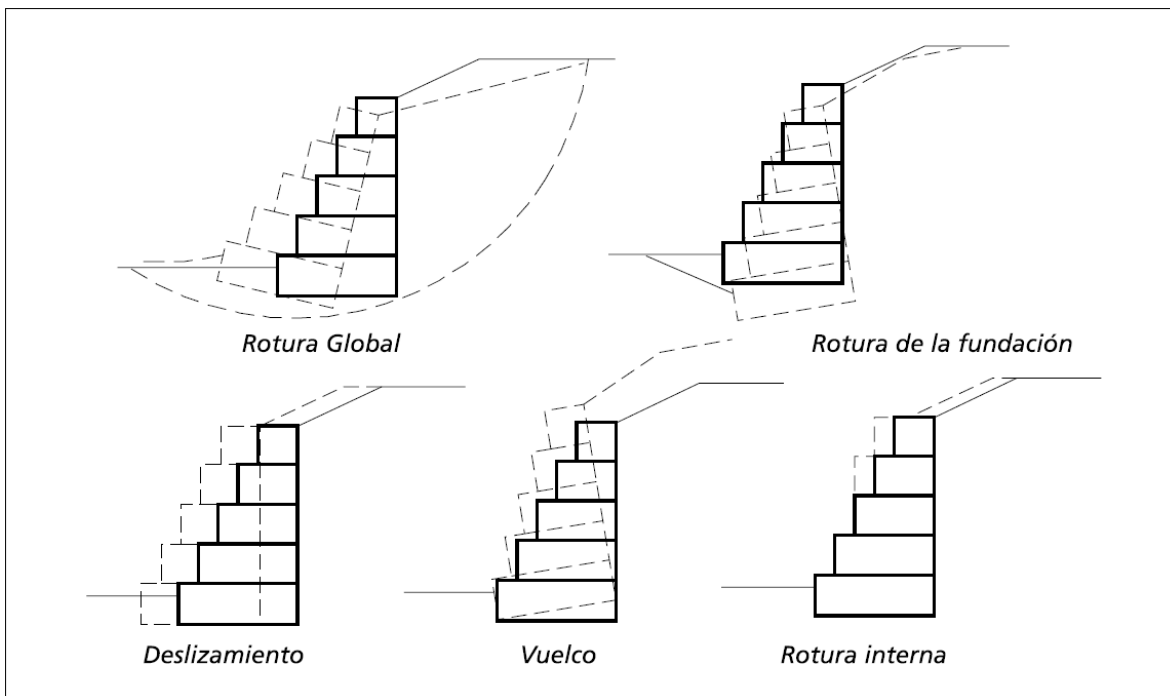 Rotura Global
Rotura de la fundación
Deslizamiento
Vuelco
Rotura interna